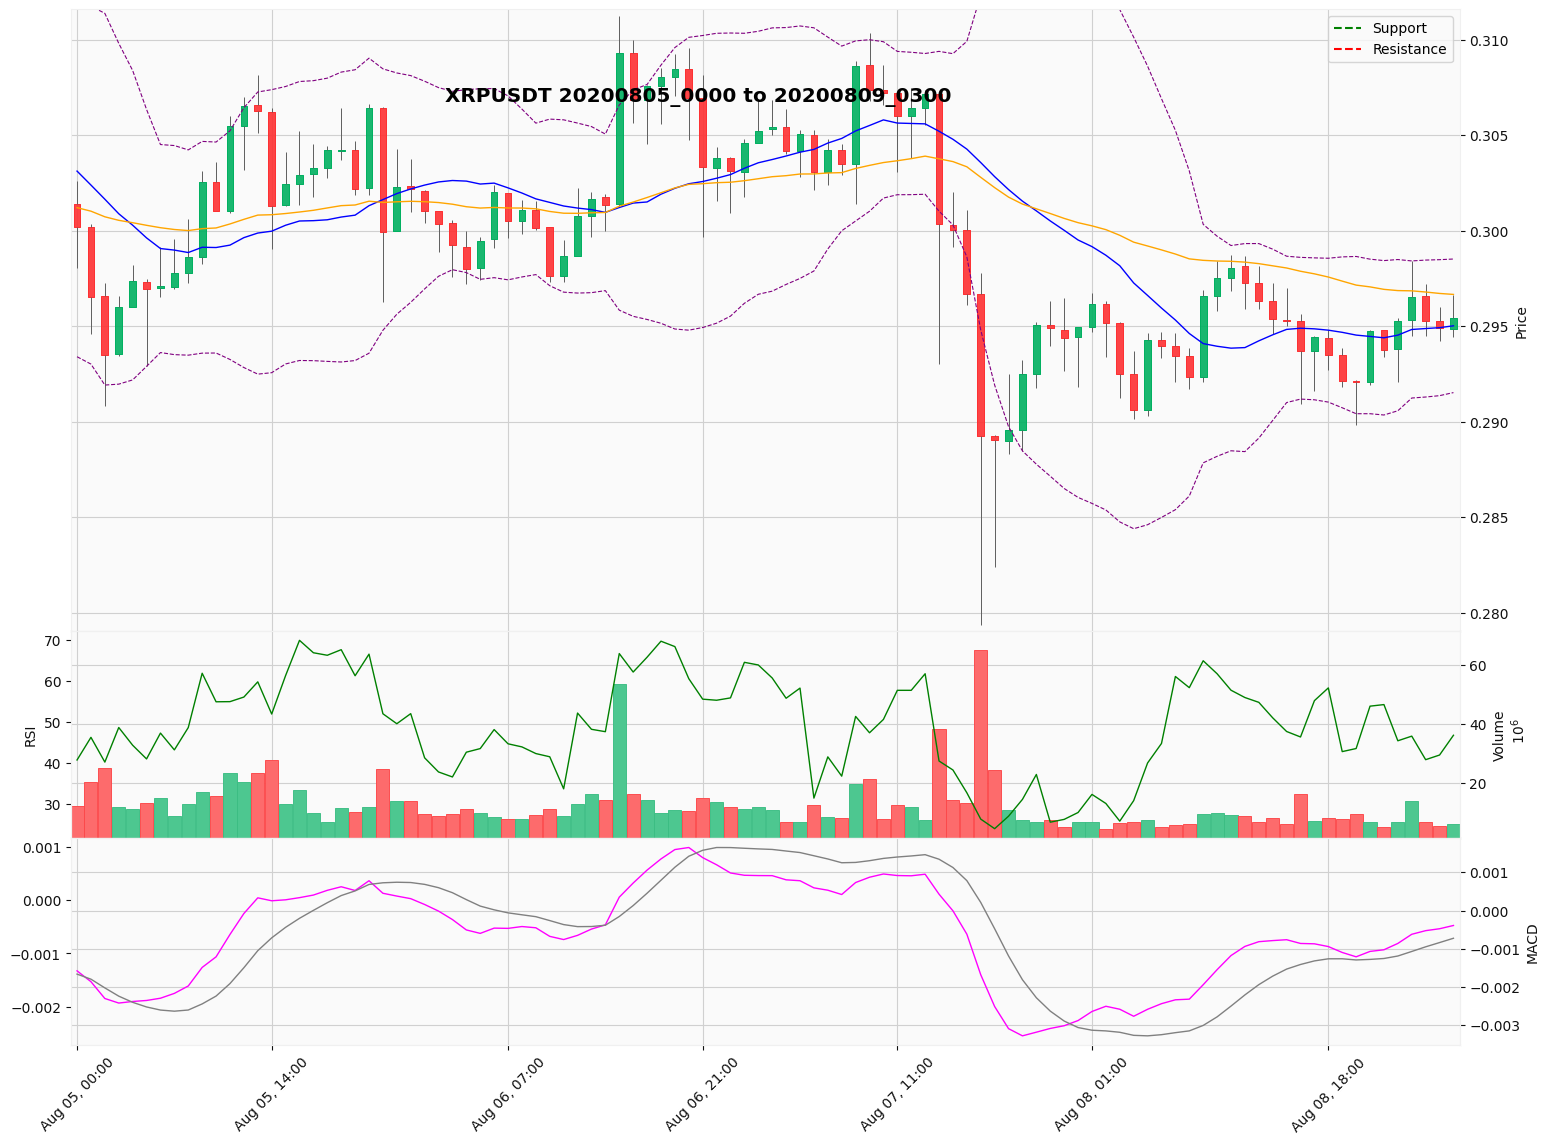 XRPUSDT 20200805_0000 to 20200809_0300
Support
Resistance
0.310
0.305
0.300
0.295
0.290
0.285
0.280
Price
70
60
50
40
30
RSI
60
40
20
Volume
10^6
0.001
0.000
−0.001
−0.002
0.001
0.000
−0.001
−0.002
−0.003
MACD
Aug 05, 00:00
Aug 05, 14:00
Aug 06, 07:00
Aug 06, 21:00
Aug 07, 11:00
Aug 08, 01:00
Aug 08, 18:00